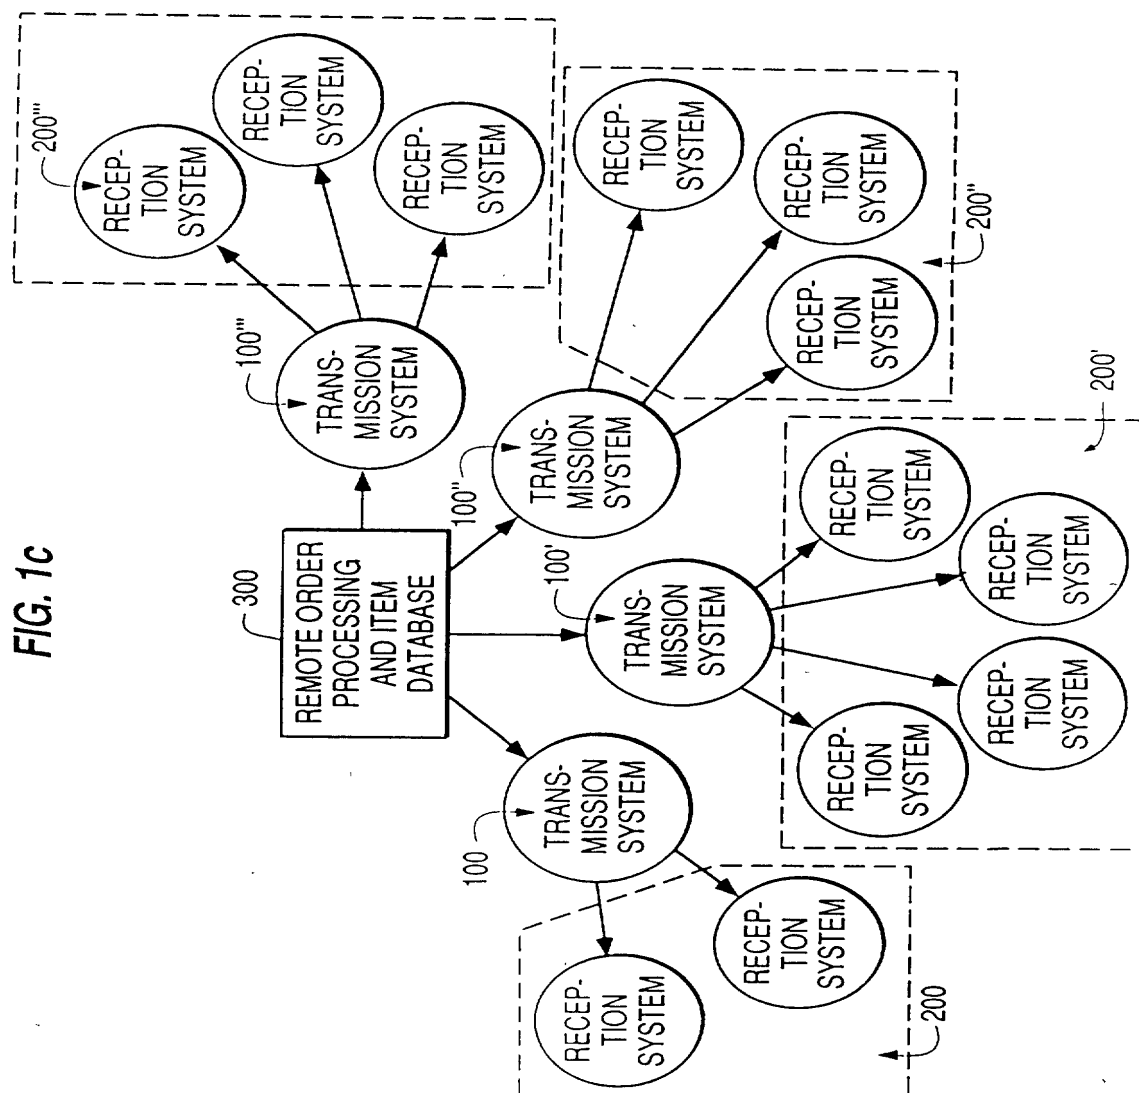 FIG. 1c
300
REMOTE ORDER
PROCESSING
AND ITEM
DATABASE
100
TRANS-
MISSION
SYSTEM
100'
TRANS-
MISSION
SYSTEM
100"
TRANS-
MISSION
SYSTEM
100'''
TRANS-
MISSION
SYSTEM
RECEP-
TION
SYSTEM
RECEP-
TION
SYSTEM
200
RECEP-
TION
SYSTEM
RECEP-
TION
SYSTEM
RECEP-
TION
SYSTEM
RECEP-
TION
SYSTEM
200'
RECEP-
TION
SYSTEM
RECEP-
TION
SYSTEM
RECEP-
TION
SYSTEM
200"
200'''
RECEP-
TION
SYSTEM
RECEP-
TION
SYSTEM
RECEP-
TION
SYSTEM